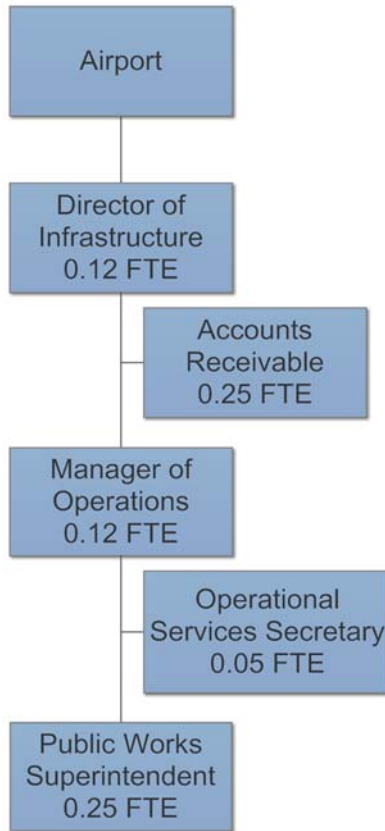 Airport
Director of
Infrastructure
0.12 FTE
Accounts
Receivable
0.25 FTE
Manager of
Operations
0.12 FTE
Operational
Services Secretary
0.05 FTE
Public Works
Superintendent
0.25 FTE